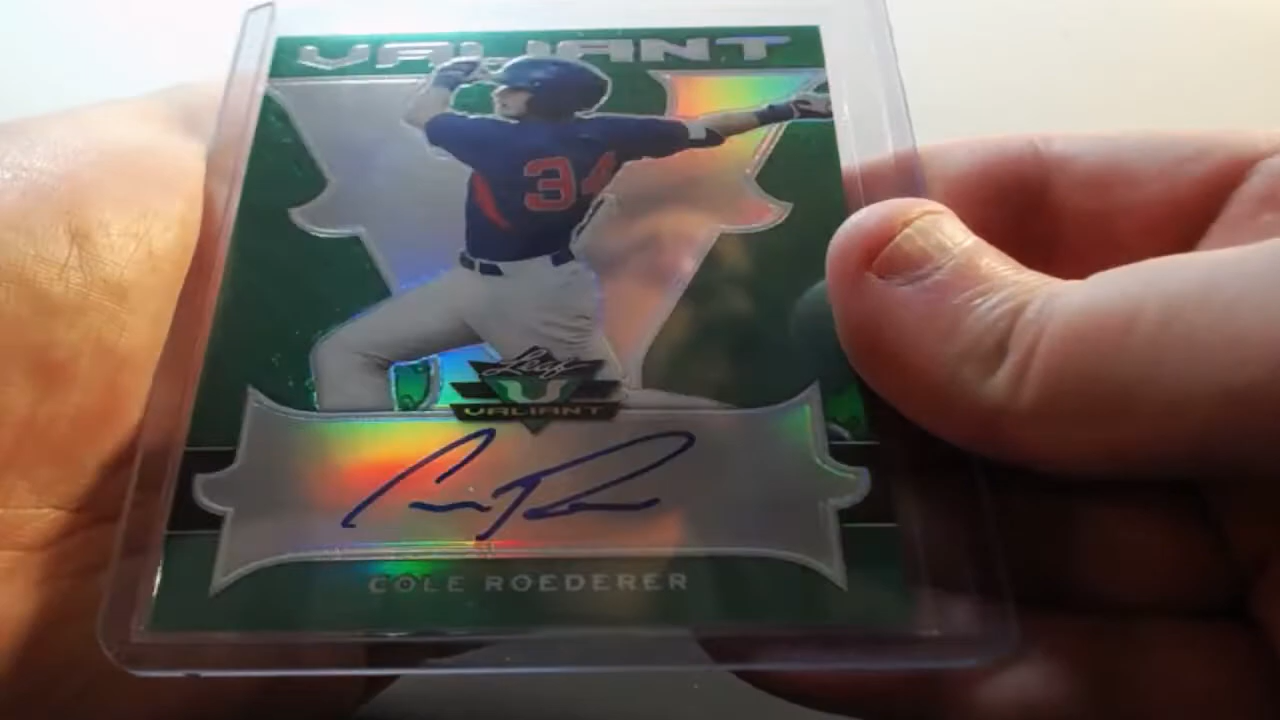 VALIANT
34
Leaf
VALIANT
COLE ROEDERER